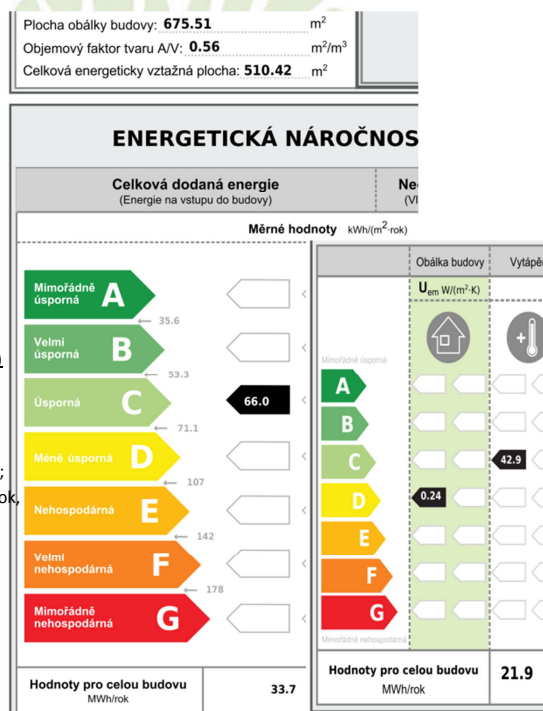 Plocha obálky budovy: 675.51 m²
Objemový faktor tvaru A/V: 0.56 m²/m³
Celková energeticky vztažná plocha: 510.42 m²
ENERGETICKÁ NÁROČNOS
Celková dodaná energie
(Energie na vstupu do budovy)
Ne
(Vl
Měrné hodnoty kWh/(m²·rok)
Mimořádně úsporná A
35.6
Velmi úsporná B
53.3
Úsporná C 66.0
71.1
Méně úsporná D
107
Nehospodárná E
142
Velmi nehospodárná F
178
Mimořádně nehospodárná G
Hodnoty pro celou budovu
MWh/rok
33.7
;
ok,
Obálka budovy Vytápě
Uem W/(m²·K)
+
Mimořádně úsporná
A
B
C 42.9
D 0.24
E
F
G
Mimořádně nehospodárná
Hodnoty pro celou budovu
MWh/rok
21.9